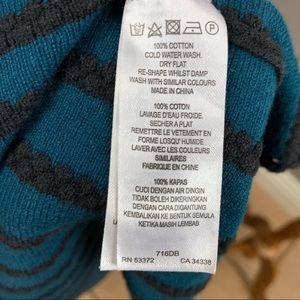 100% COTTON
COLD WATER WASH.
DRY FLAT
RE-SHAPE WHILST DAMP
WASH WITH SIMILAR COLOURS
MADE IN CHINA
100% COTON
LAVAGE D'EAU FROIDE.
SECHER A PLAT
REMETTRE LE VETEMENT EN
FORME LOSQU' HUMIDE
LAVER AVEC LES COULEURS
SIMILAIRES
FABRIQUE EN CHINE
100% KAPAS
CUCI DENGAN AIR DINGIN
TIDAK BOLEH DIKERINGKAN
DENGAN CARA DIGANTUNG
KEMBALIKAN KE BENTUK SEMULA
KETIKA MASIH LEMBAB
716DB
RN 53372 CA 34338